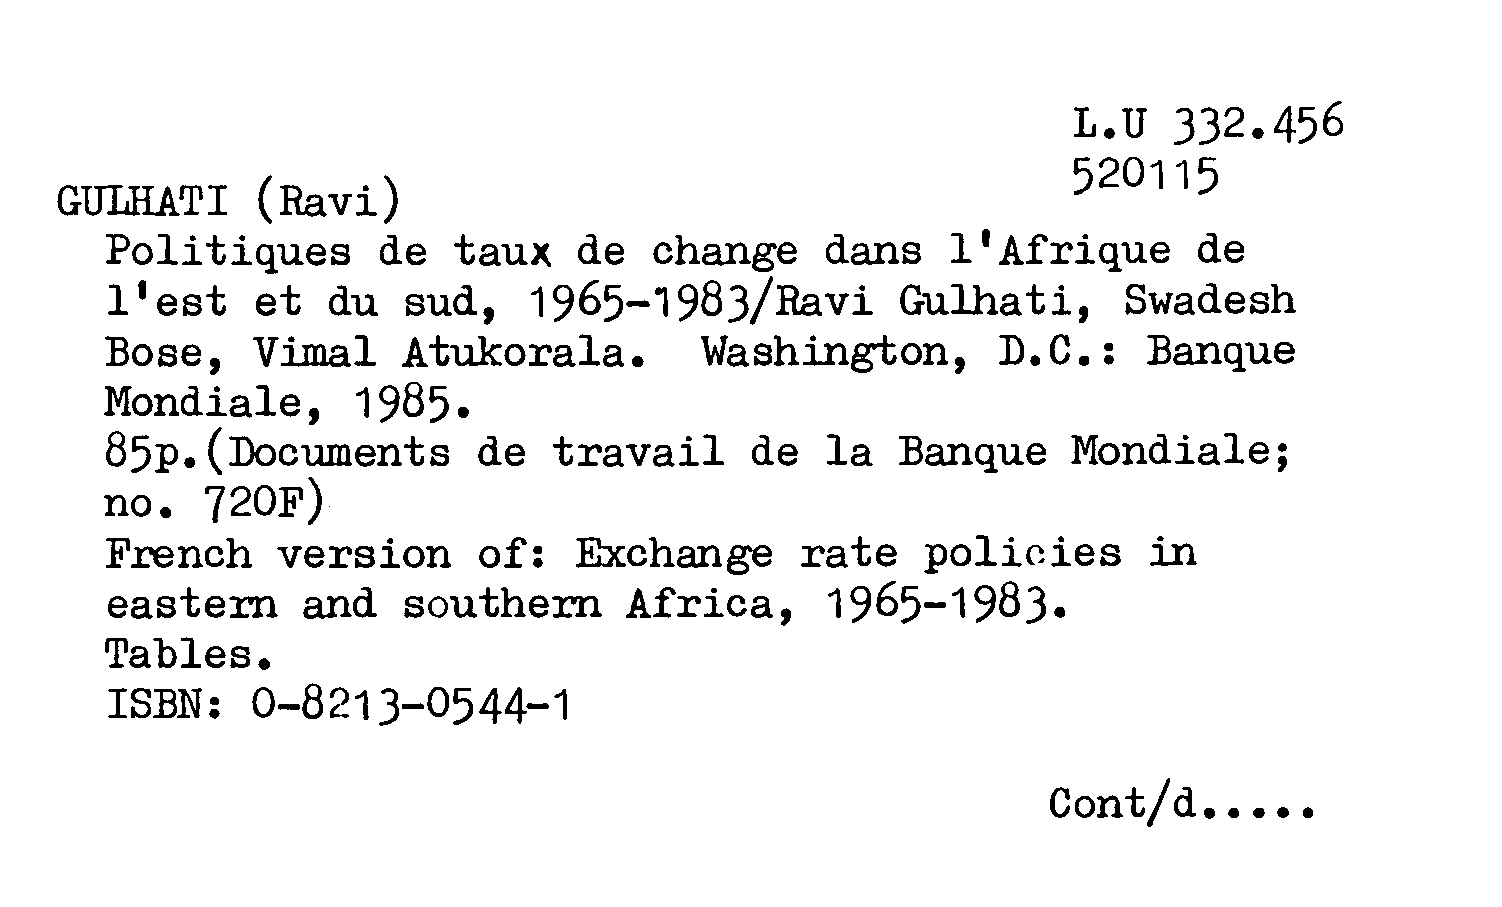 L.U 332.456
520115
GULHATI (Ravi)
Politiques de taux de change dans l'Afrique de
l'est et du sud, 1965-1983/Ravi Gulhati, Swadesh
Bose, Vimal Atukorala. Washington, D.C.: Banque
Mondiale, 1985.
85p.(Documents de travail de la Banque Mondiale;
no. 720F)
French version of: Exchange rate policies in
eastern and southern Africa, 1965-1983.
Tables.
ISBN: 0-8213-0544-1
Cont/d.....